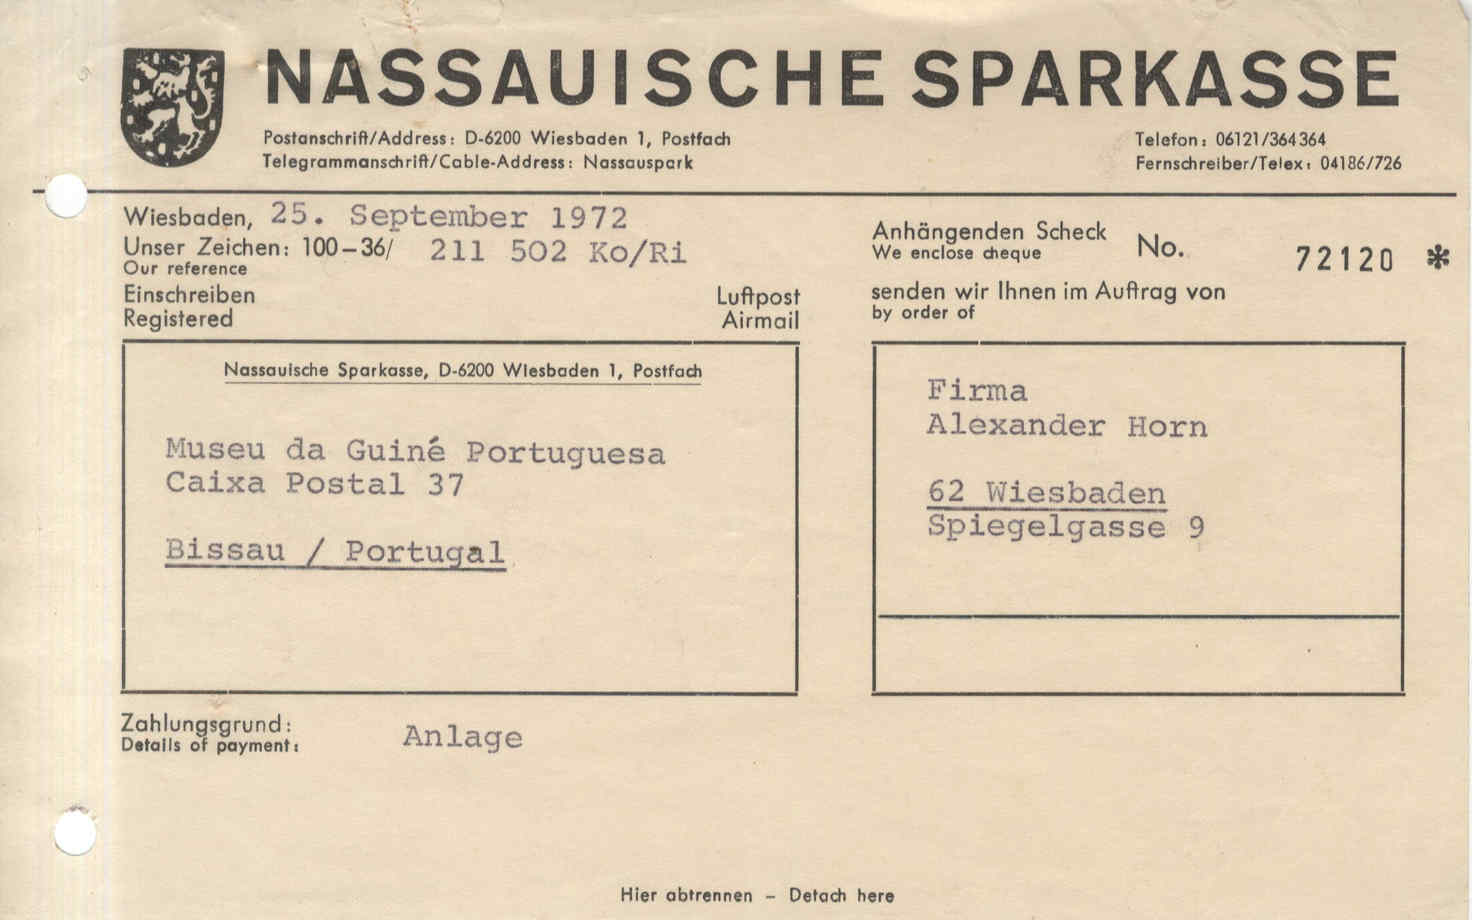 NASSAUISCHE SPARKASSE
Postanschrift/Address: D-6200 Wiesbaden 1, Postfach
Telegrammanschrift/Cable-Address: Nassauspark
Telefon: 06121/364364
Fernschreiber/Telex: 04186/726
Wiesbaden, 25. September 1972
Unser Zeichen: 100-36/ 211 502 Ko/Ri
Our reference
Einschreiben
Registered
Luftpost
Airmail
Anhängenden Scheck No. 72120 *
We enclose cheque
senden wir Ihnen im Auftrag von
by order of
Nassauische Sparkasse, D-6200 Wiesbaden 1, Postfach
Museu da Guiné Portuguesa
Caixa Postal 37
Bissau / Portugal
Firma
Alexander Horn
62 Wiesbaden
Spiegelgasse 9
Zahlungsgrund: Anlage
Details of payment:
Hier abtrennen - Detach here